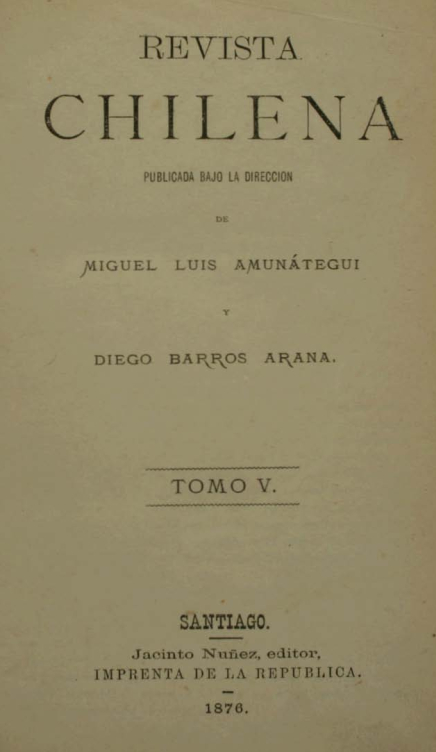 REVISTA
CHILENA
PUBLICADA BAJO LA DIRECCION
DE
MIGUEL LUIS AMUNÁTEGUI
Y
DIEGO BARROS ARANA.
TOMO V.
SANTIAGO.
Jacinto Nuñez, editor,
IMPRENTA DE LA REPUBLICA.
1876.